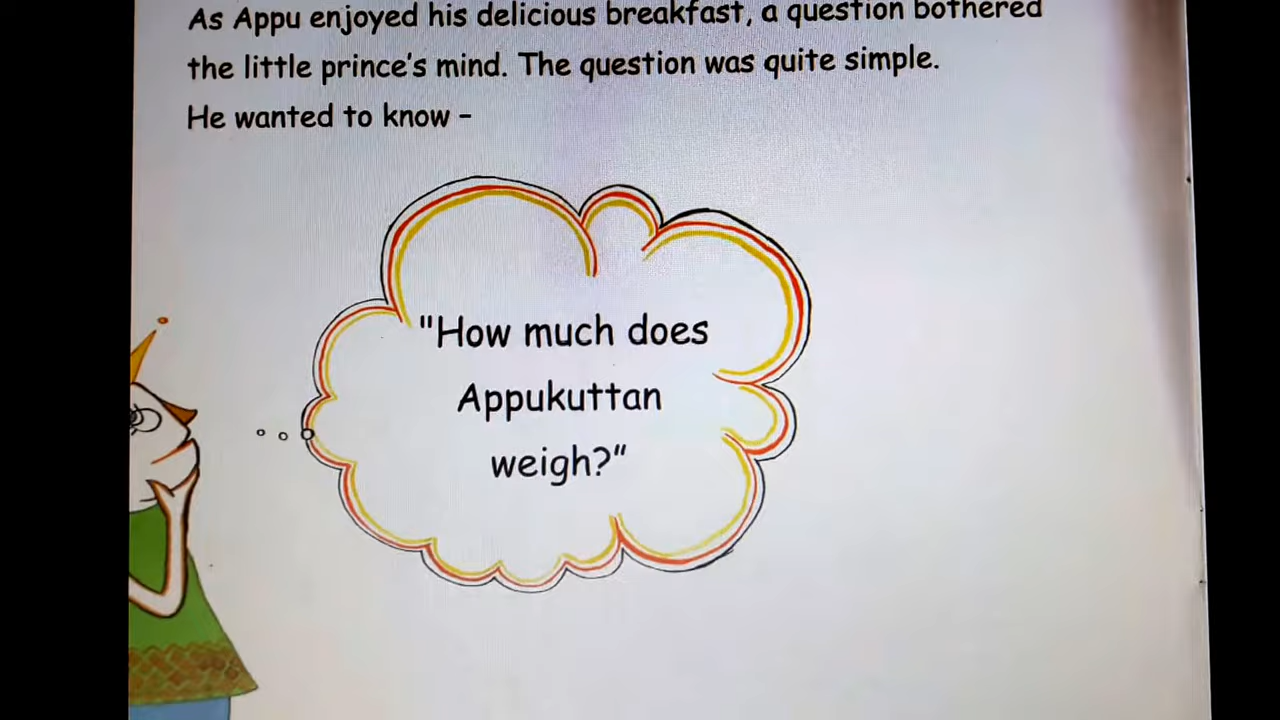 As Appu enjoyed his delicious breakfast, a question bothered
the little prince's mind. The question was quite simple.
He wanted to know -
"How much does
Appukuttan
weigh?"